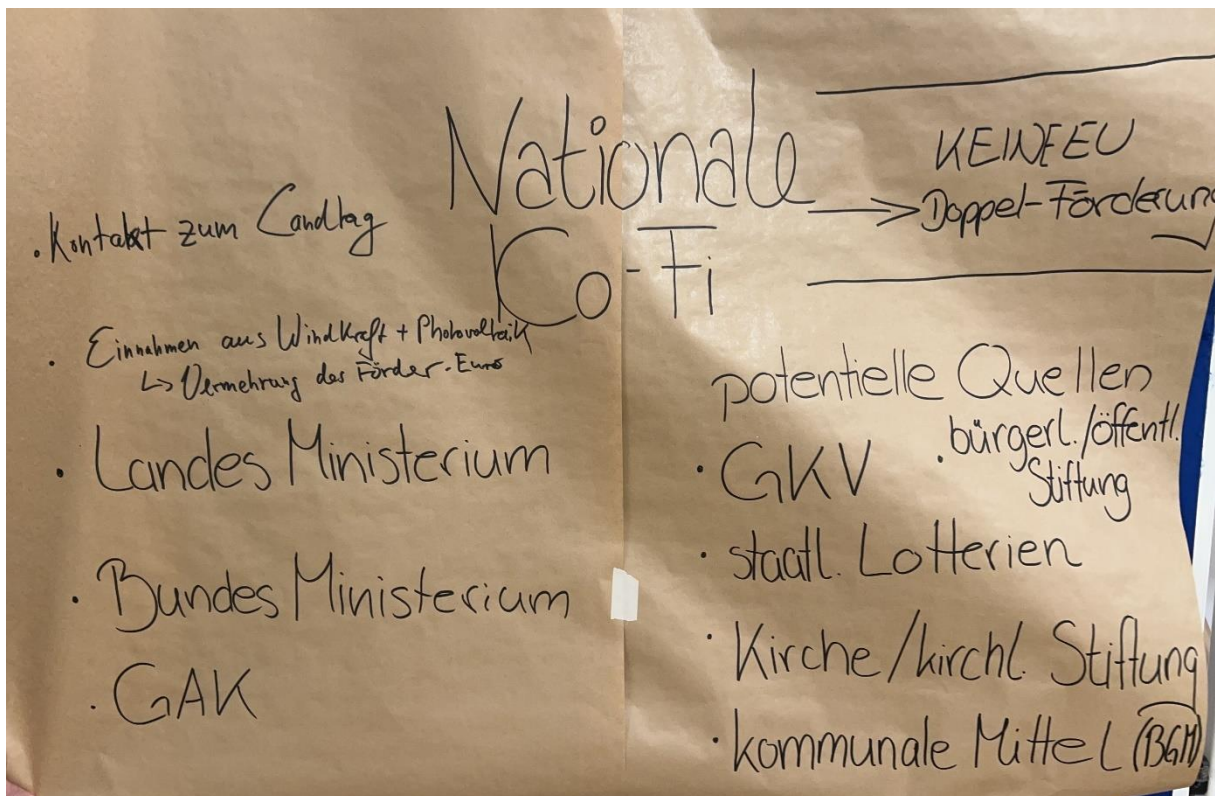 Nationale
Co-Fi
KEINE EU
Doppel-Förderung
· Kontakt zum Landtag
· Einnahmen aus Windkraft + Photovoltaik
↳ Vermehrung des Förder-Euro
· Landes Ministerium
· Bundes Ministerium
· GAK
potentielle Quellen
· GKV
· bürgerl./öffentl.
Stiftung
· staatl. Lotterien
· Kirche/kirchl. Stiftung
· kommunale Mittel (BGM)